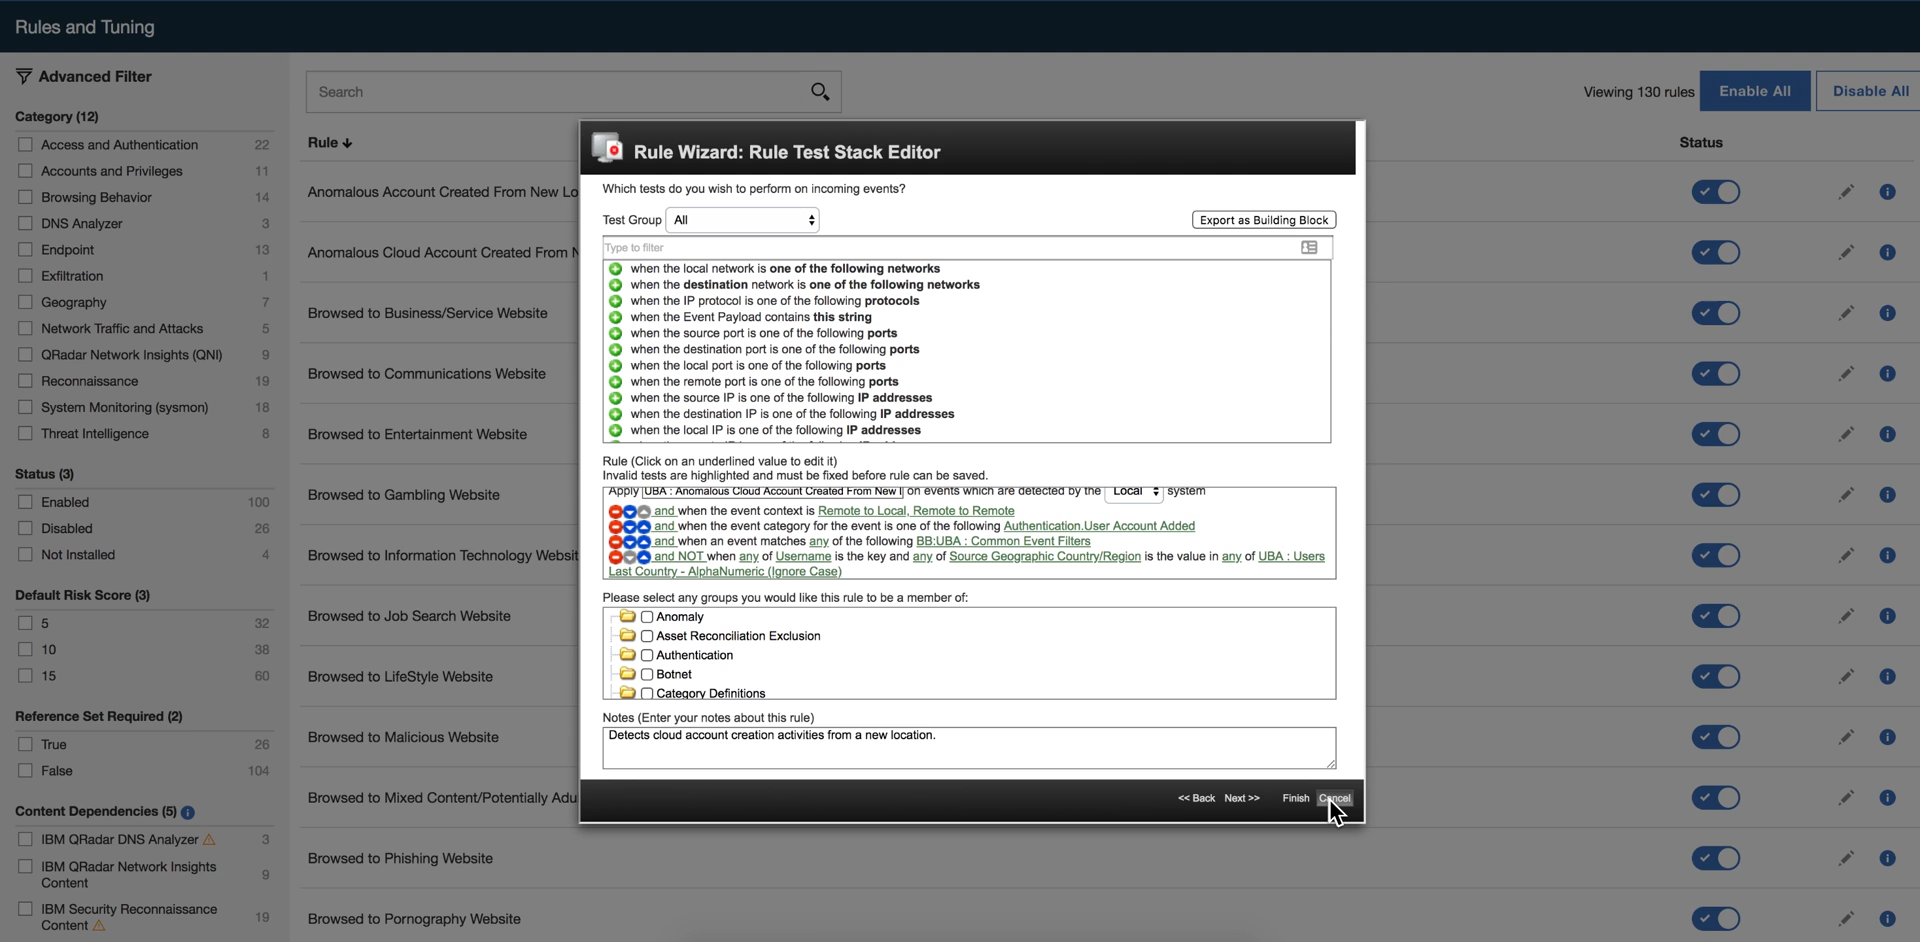 Rules and Tuning
Advanced Filter
Category (12)
Access and Authentication 22
Accounts and Privileges 11
Browsing Behavior 14
DNS Analyzer 3
Endpoint 13
Exfiltration 1
Geography 7
Network Traffic and Attacks 5
QRadar Network Insights (QNI) 9
Reconnaissance 19
System Monitoring (sysmon) 18
Threat Intelligence 8
Status (3)
Enabled 100
Disabled 26
Not Installed 4
Default Risk Score (3)
5 32
10 38
15 60
Reference Set Required (2)
True 26
False 104
Content Dependencies (5)
IBM QRadar DNS Analyzer 3
IBM QRadar Network Insights
Content 9
IBM Security Reconnaissance
Content 19
Search
Viewing 130 rules
Enable All
Disable All
Rule
Status
Anomalous Account Created From New Lo
Anomalous Cloud Account Created From N
Browsed to Business/Service Website
Browsed to Communications Website
Browsed to Entertainment Website
Browsed to Gambling Website
Browsed to Information Technology Websit
Browsed to Job Search Website
Browsed to LifeStyle Website
Browsed to Malicious Website
Browsed to Mixed Content/Potentially Adu
Browsed to Phishing Website
Browsed to Pornography Website
Rule Wizard: Rule Test Stack Editor
Which tests do you wish to perform on incoming events?
Test Group All
Export as Building Block
Type to filter
when the local network is one of the following networks
when the destination network is one of the following networks
when the IP protocol is one of the following protocols
when the Event Payload contains this string
when the source port is one of the following ports
when the destination port is one of the following ports
when the local port is one of the following ports
when the remote port is one of the following ports
when the source IP is one of the following IP addresses
when the destination IP is one of the following IP addresses
when the local IP is one of the following IP addresses
Rule (Click on an underlined value to edit it)
Invalid tests are highlighted and must be fixed before rule can be saved.
Apply UBA : Anomalous Cloud Account Created From New l on events which are detected by the Local system
and when the event context is Remote to Local, Remote to Remote
and when the event category for the event is one of the following Authentication.User Account Added
and when an event matches any of the following BB:UBA : Common Event Filters
and NOT when any of Username is the key and any of Source Geographic Country/Region is the value in any of UBA : Users
Last Country - AlphaNumeric (Ignore Case)
Please select any groups you would like this rule to be a member of:
Anomaly
Asset Reconciliation Exclusion
Authentication
Botnet
Category Definitions
Notes (Enter your notes about this rule)
Detects cloud account creation activities from a new location.
<< Back Next >> Finish Cancel